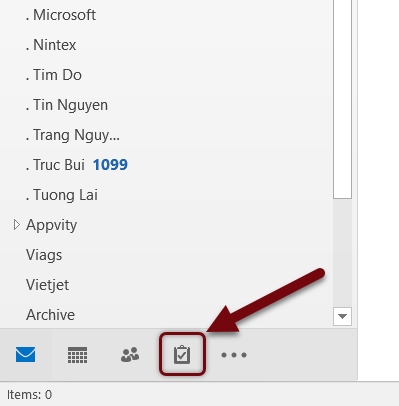 . Microsoft
. Nintex
. Tim Do
. Tin Nguyen
. Trang Nguy...
. Truc Bui 1099
. Tuong Lai
Appvity
Viags
Vietjet
Archive
Items: 0